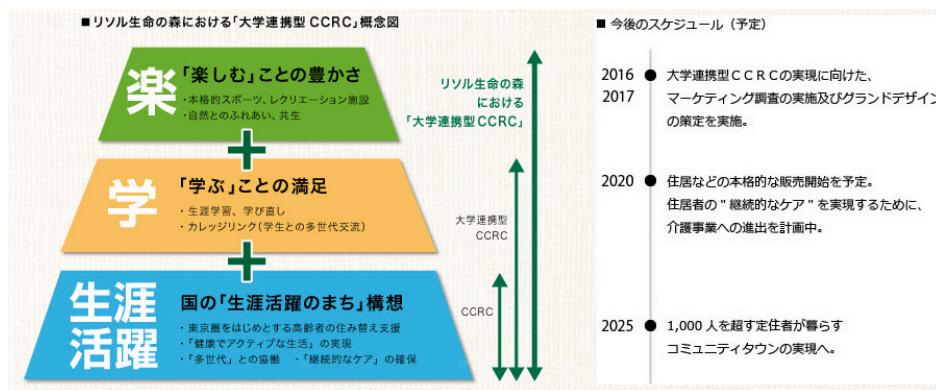 ■リソル生命の森における「大学連携型CCRC」概念図
楽
「楽しむ」ことの豊かさ
・本格的スポーツ、レクリエーション施設
・自然とのふれあい、共生
学
「学ぶ」ことの満足
・生涯学習、学び直し
・カレッジリンク(学生との多世代交流)
生涯
活躍
国の「生涯活躍のまち」構想
・東京圏をはじめとする高齢者の住み替え支援
・「健康でアクティブな生活」の実現
・「多世代」との協働 ・「継続的なケア」の確保
リソル生命の森
における
「大学連携型CCRC」
大学連携型
CCRC
CCRC
■ 今後のスケジュール（予定）
2016
2017
大学連携型ＣＣＲＣの実現に向けた、
マーケティング調査の実施及びグランドデザイン
の策定を実施。
2020
住居などの本格的な販売開始を予定。
住居者の"継続的なケア"を実現するために、
介護事業への進出を計画中。
2025
1,000人を超す定住者が暮らす
コミュニティタウンの実現へ。